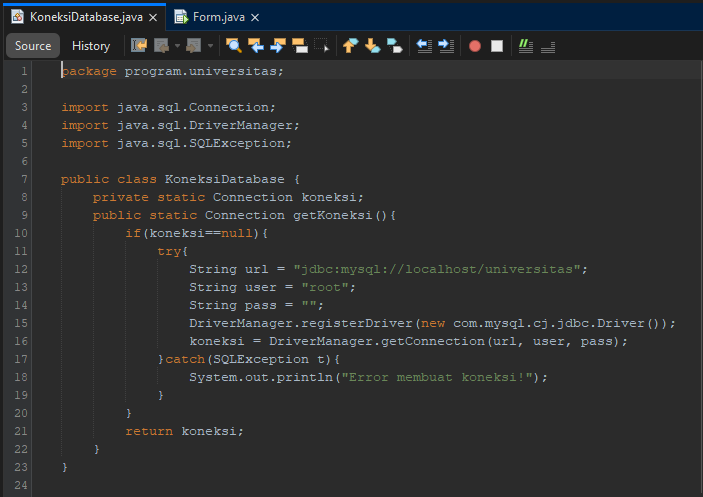 KoneksiDatabase.java × Form.java ×
Source History
1 package program.universitas;
2
3 import java.sql.Connection;
4 import java.sql.DriverManager;
5 import java.sql.SQLException;
6
7 public class KoneksiDatabase {
8     private static Connection koneksi;
9     public static Connection getKoneksi(){
10         if(koneksi==null){
11             try{
12                 String url = "jdbc:mysql://localhost/universitas";
13                 String user = "root";
14                 String pass = "";
15                 DriverManager.registerDriver(new com.mysql.cj.jdbc.Driver());
16                 koneksi = DriverManager.getConnection(url, user, pass);
17             }catch(SQLException t){
18                 System.out.println("Error membuat koneksi!");
19             }
20         }
21         return koneksi;
22     }
23 }
24